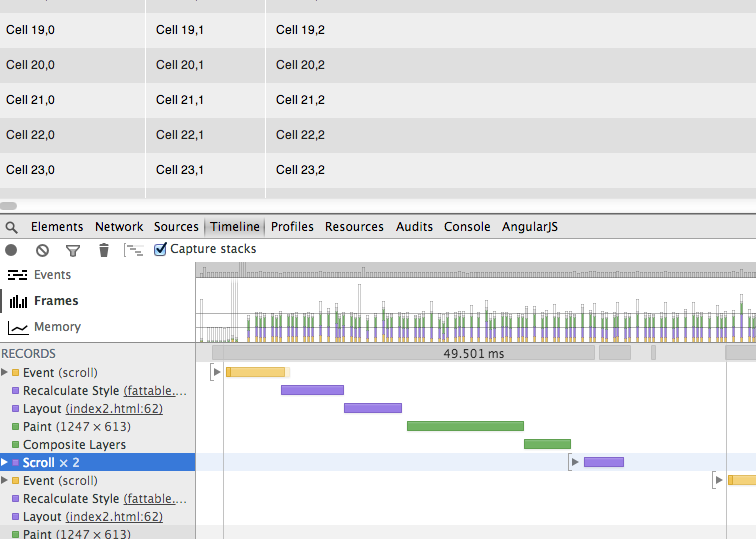 Cell 19,0 Cell 19,1 Cell 19,2
Cell 20,0 Cell 20,1 Cell 20,2
Cell 21,0 Cell 21,1 Cell 21,2
Cell 22,0 Cell 22,1 Cell 22,2
Cell 23,0 Cell 23,1 Cell 23,2
Elements Network Sources Timeline Profiles Resources Audits Console AngularJS
Capture stacks
Events
Frames
Memory
RECORDS 49.501 ms
Event (scroll)
Recalculate Style (fattable....
Layout (index2.html:62)
Paint (1247 × 613)
Composite Layers
Scroll × 2
Event (scroll)
Recalculate Style (fattable....
Layout (index2.html:62)
Paint (1247 × 613)